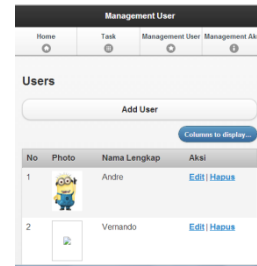 Management User
Home Task Management User Management Ak
Users
Add User
Columns to display...
No Photo Nama Lengkap Aksi
1 Andre Edit | Hapus
2 Vernando Edit | Hapus